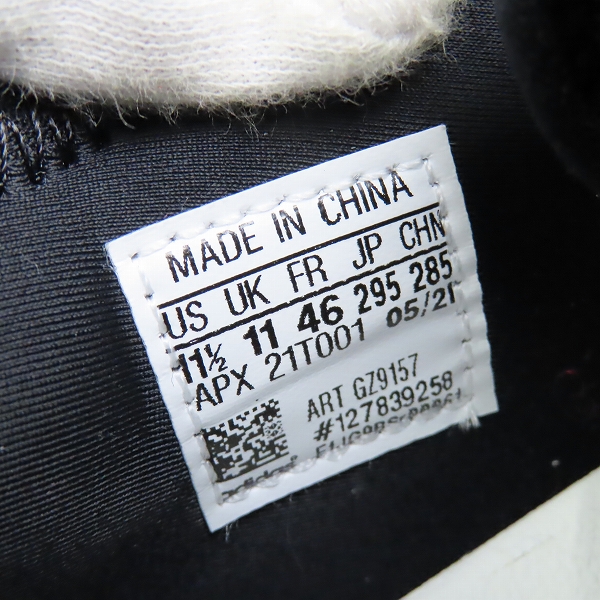 MADE IN CHINA
US UK FR JP CHN
11½ 11 46 295 285
APX 21T001 05/21
ART GZ9157
#127839258
adidas